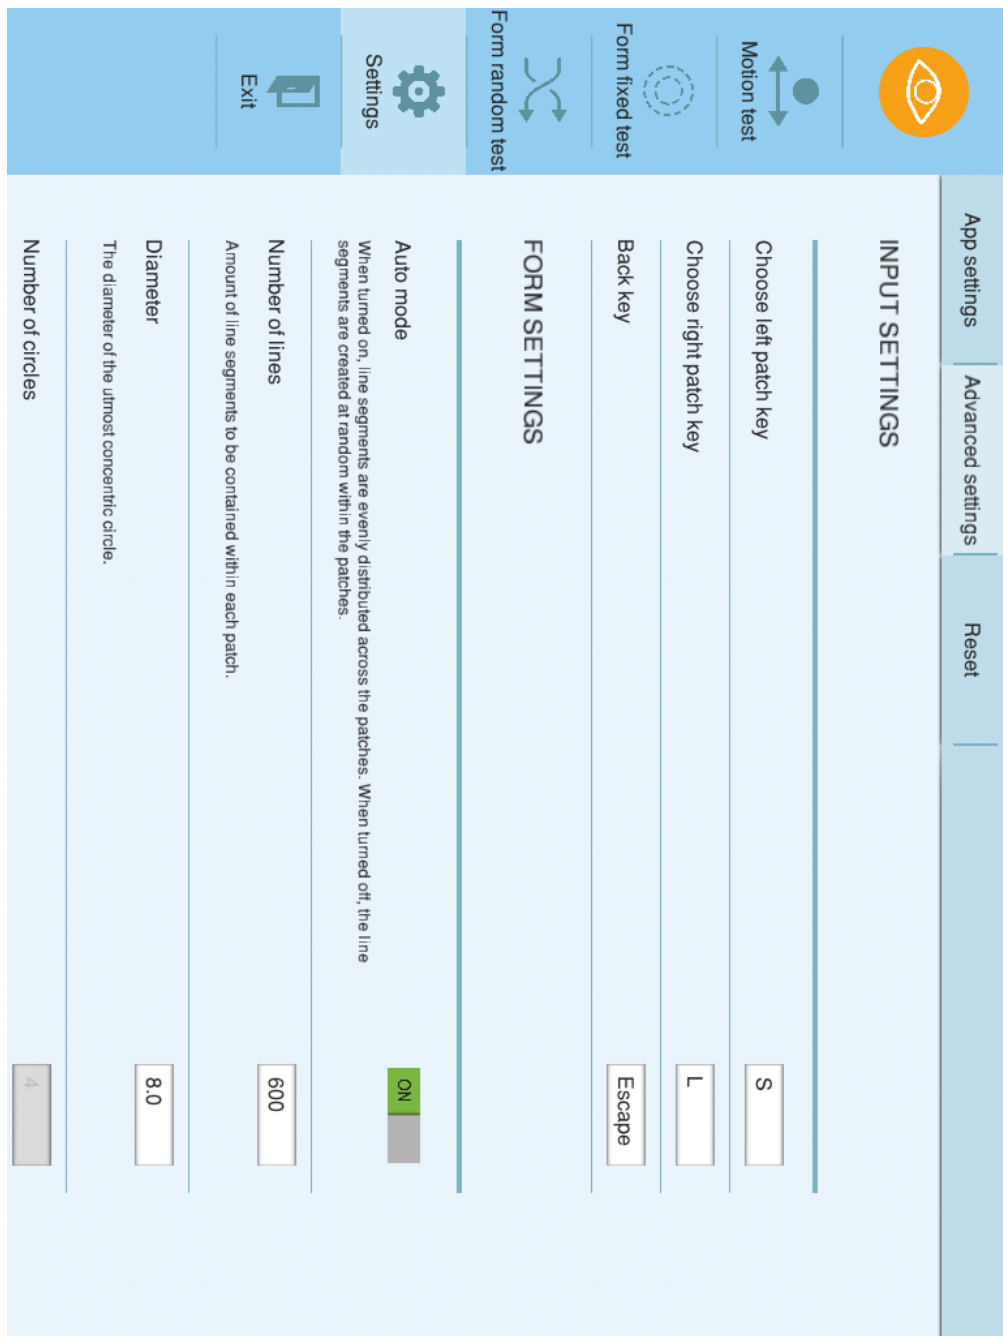 App settings
Advanced settings
Reset
Motion test
Form fixed test
Form random test
Settings
Exit
INPUT SETTINGS
Choose left patch key
S
Choose right patch key
L
Back key
Escape
FORM SETTINGS
Auto mode
ON
When turned on, line segments are evenly distributed across the patches. When turned off, the line
segments are created at random within the patches.
Number of lines
600
Amount of line segments to be contained within each patch.
Diameter
8.0
The diameter of the utmost concentric circle.
Number of circles
4